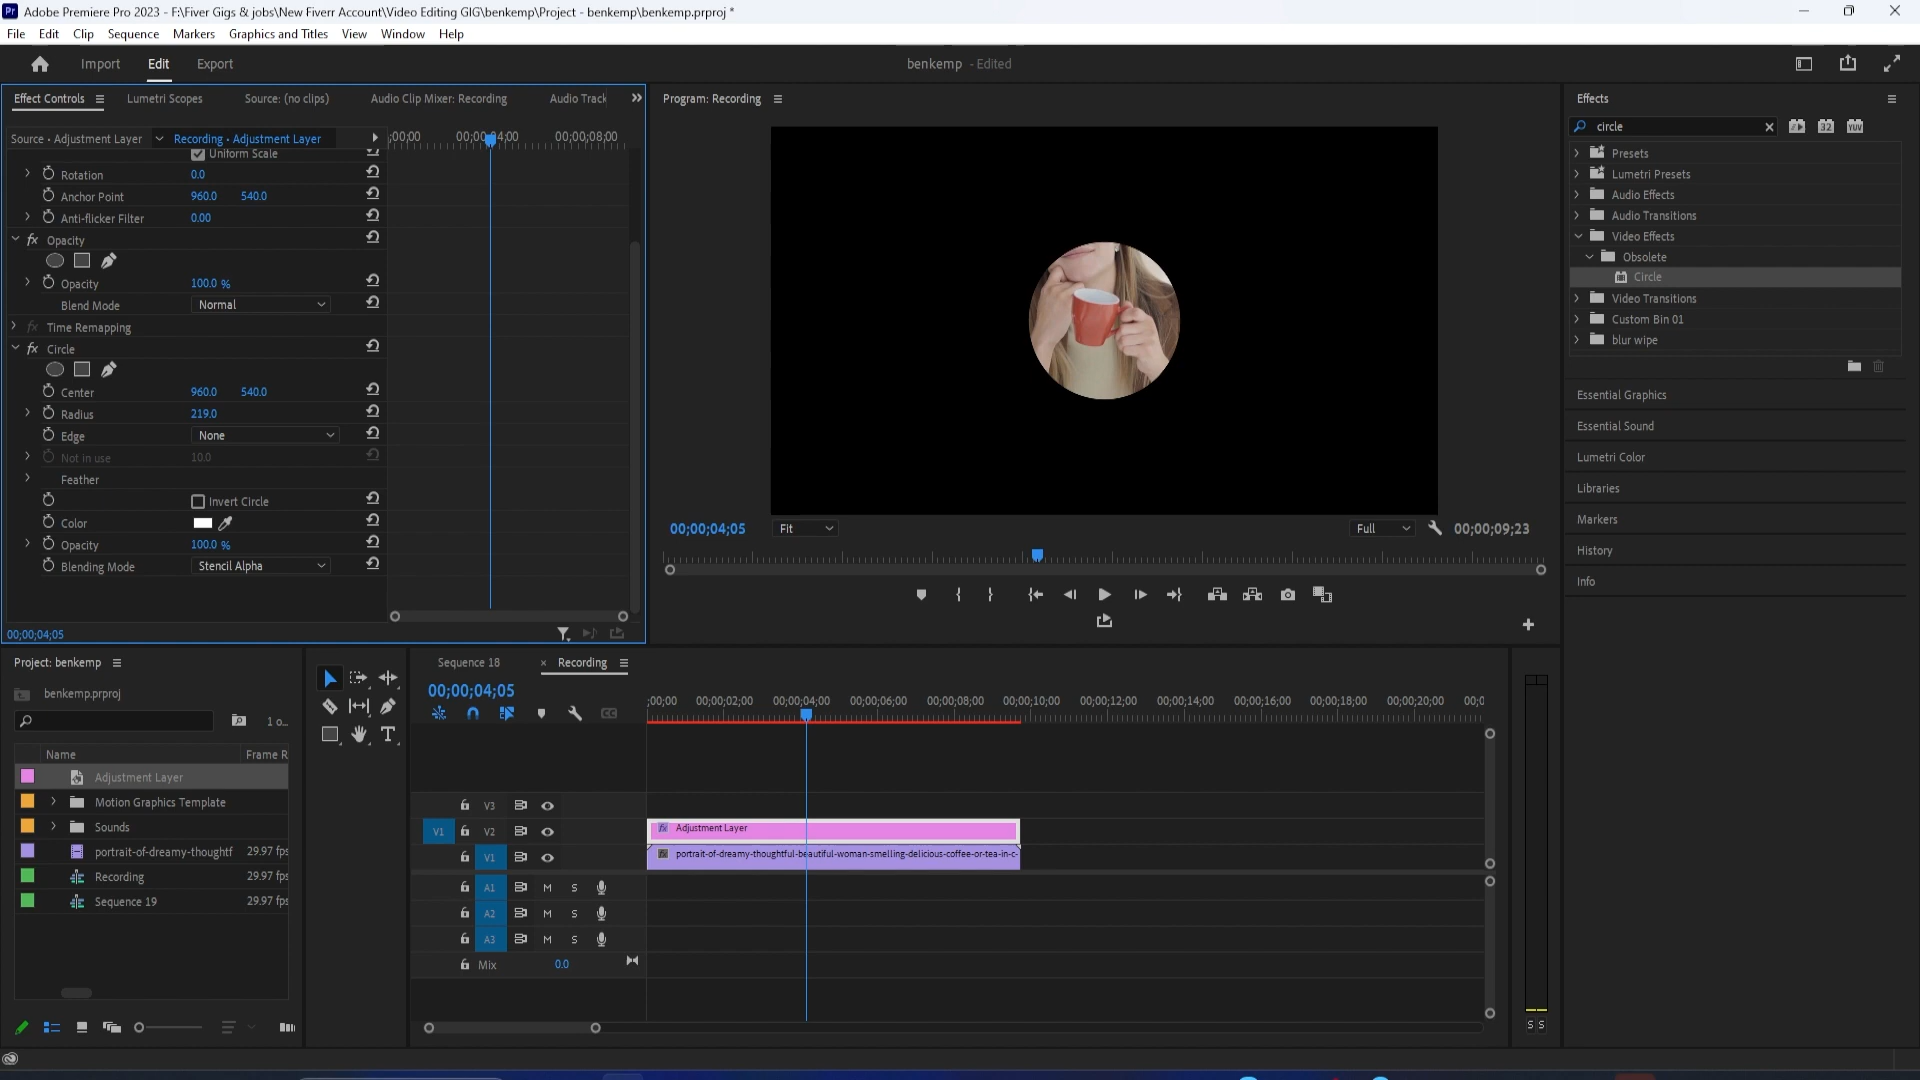 Adobe Premiere Pro 2023 - F:\Fiver Gigs & jobs\New Fiverr Account\Video Editing GIG\benkemp\Project - benkemp\benkemp.prproj *
File Edit Clip Sequence Markers Graphics and Titles View Window Help
Import Edit Export
benkemp - Edited
Effect Controls Lumetri Scopes Source: (no clips) Audio Clip Mixer: Recording Audio Track
Source • Adjustment Layer Recording • Adjustment Layer
;00;00 00;00;04;00 00;00;08;00
Uniform Scale
Rotation 0.0
Anchor Point 960.0 540.0
Anti-flicker Filter 0.00
fx Opacity
Opacity 100.0 %
Blend Mode Normal
fx Time Remapping
fx Circle
Center 960.0 540.0
Radius 219.0
Edge None
Not in use 10.0
Feather
Invert Circle
Color
Opacity 100.0 %
Blending Mode Stencil Alpha
00;00;04;05
Program: Recording
00;00;04;05 Fit Full 00;00;09;23
Effects
circle
32 YUV
Presets
Lumetri Presets
Audio Effects
Audio Transitions
Video Effects
Obsolete
Circle
Video Transitions
Custom Bin 01
blur wipe
Essential Graphics
Essential Sound
Lumetri Color
Libraries
Markers
History
Info
Project: benkemp
benkemp.prproj
1 o...
Name Frame R
Adjustment Layer
Motion Graphics Template
Sounds
portrait-of-dreamy-thoughtf 29.97 fps
Recording 29.97 fps
Sequence 19 29.97 fps
Sequence 18 × Recording
00;00;04;05
;00;00 00;00;02;00 00;00;04;00 00;00;06;00 00;00;08;00 00;00;10;00 00;00;12;00 00;00;14;00 00;00;16;00 00;00;18;00 00;00;20;00 00;0
CC
V3
V1 V2 fx Adjustment Layer
V1 fx portrait-of-dreamy-thoughtful-beautiful-woman-smelling-delicious-coffee-or-tea-in-c-
A1 M S
A2 M S
A3 M S
Mix 0.0
S S